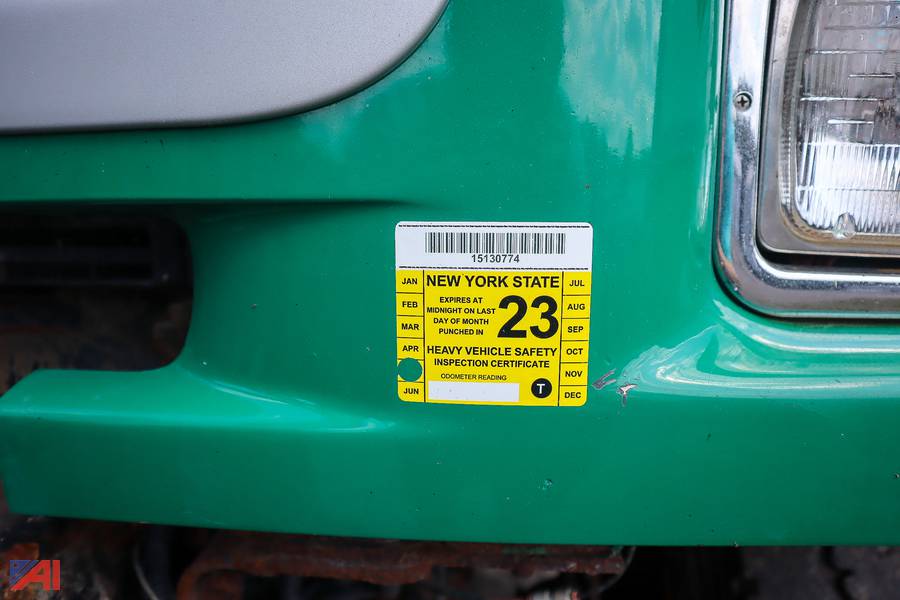 15130774
JAN
FEB
MAR
APR
JUN
NEW YORK STATE
EXPIRES AT
MIDNIGHT ON LAST
DAY OF MONTH
PUNCHED IN
23
HEAVY VEHICLE SAFETY
INSPECTION CERTIFICATE
ODOMETER READING
T
JUL
AUG
SEP
OCT
NOV
DEC
AI